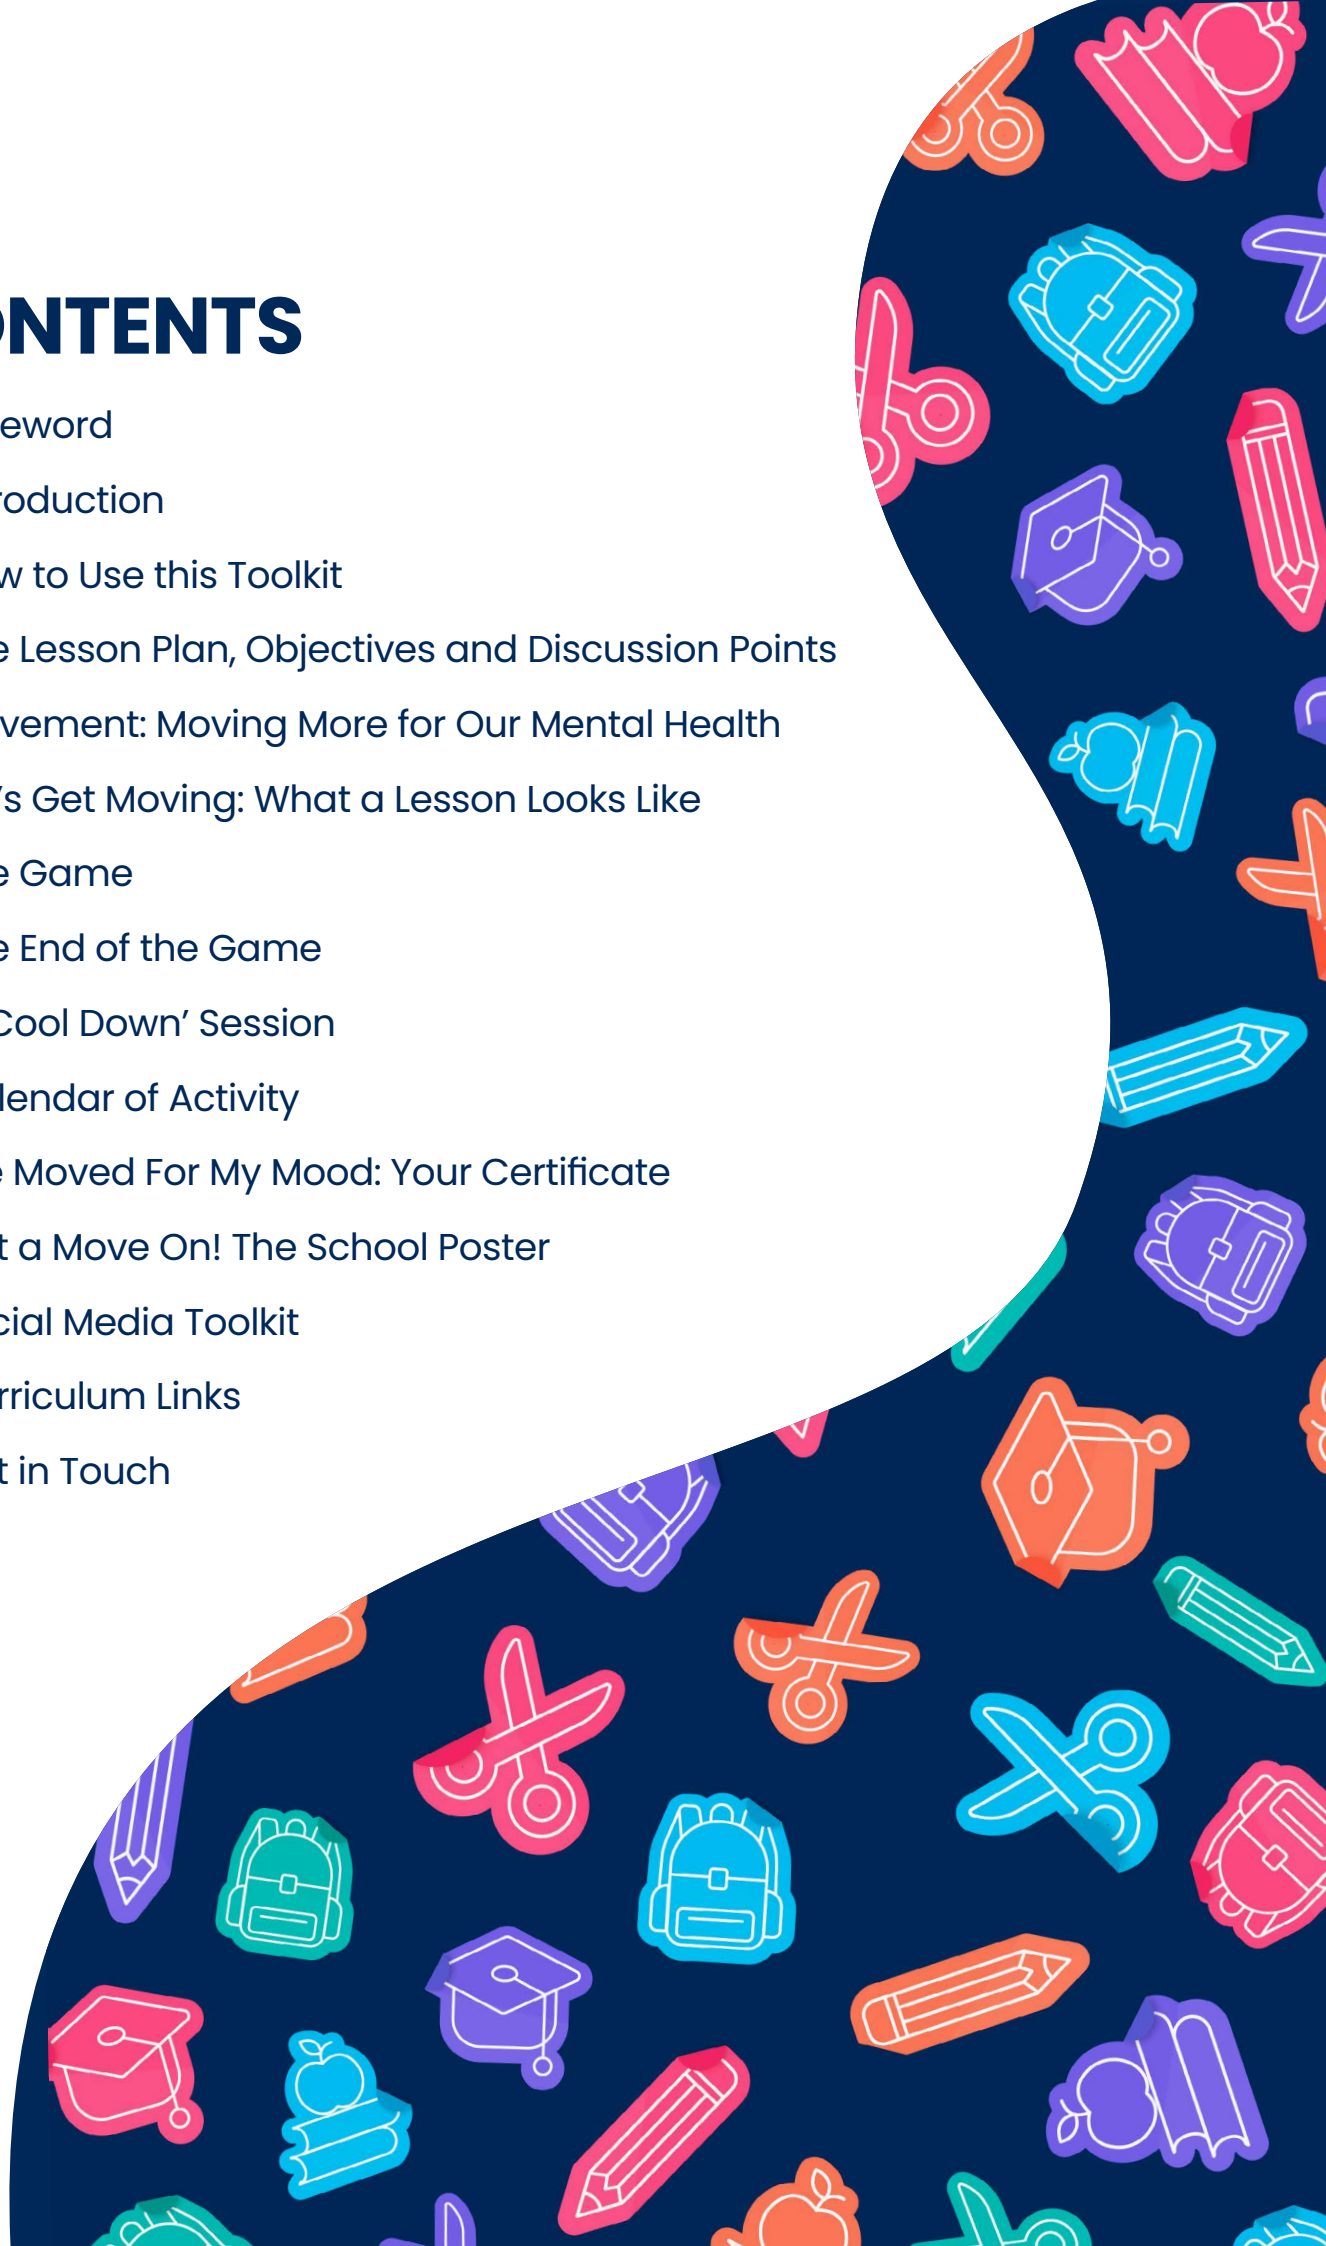 ONTENTS
eword
roduction
w to Use this Toolkit
e Lesson Plan, Objectives and Discussion Points
vement: Moving More for Our Mental Health
’s Get Moving: What a Lesson Looks Like
e Game
e End of the Game
Cool Down’ Session
lendar of Activity
e Moved For My Mood: Your Certificate
t a Move On! The School Poster
cial Media Toolkit
rriculum Links
t in Touch